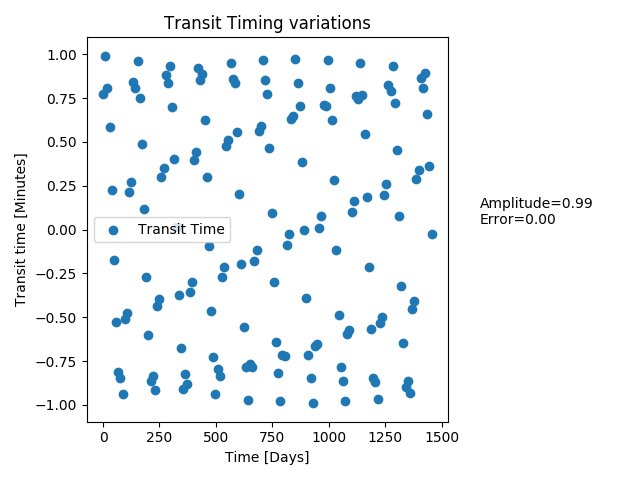 Transit Timing variations
Transit time [Minutes]
1.00
0.75
0.50
0.25
0.00
−0.25
−0.50
−0.75
−1.00
Transit Time
Amplitude=0.99
Error=0.00
0 250 500 750 1000 1250 1500
Time [Days]